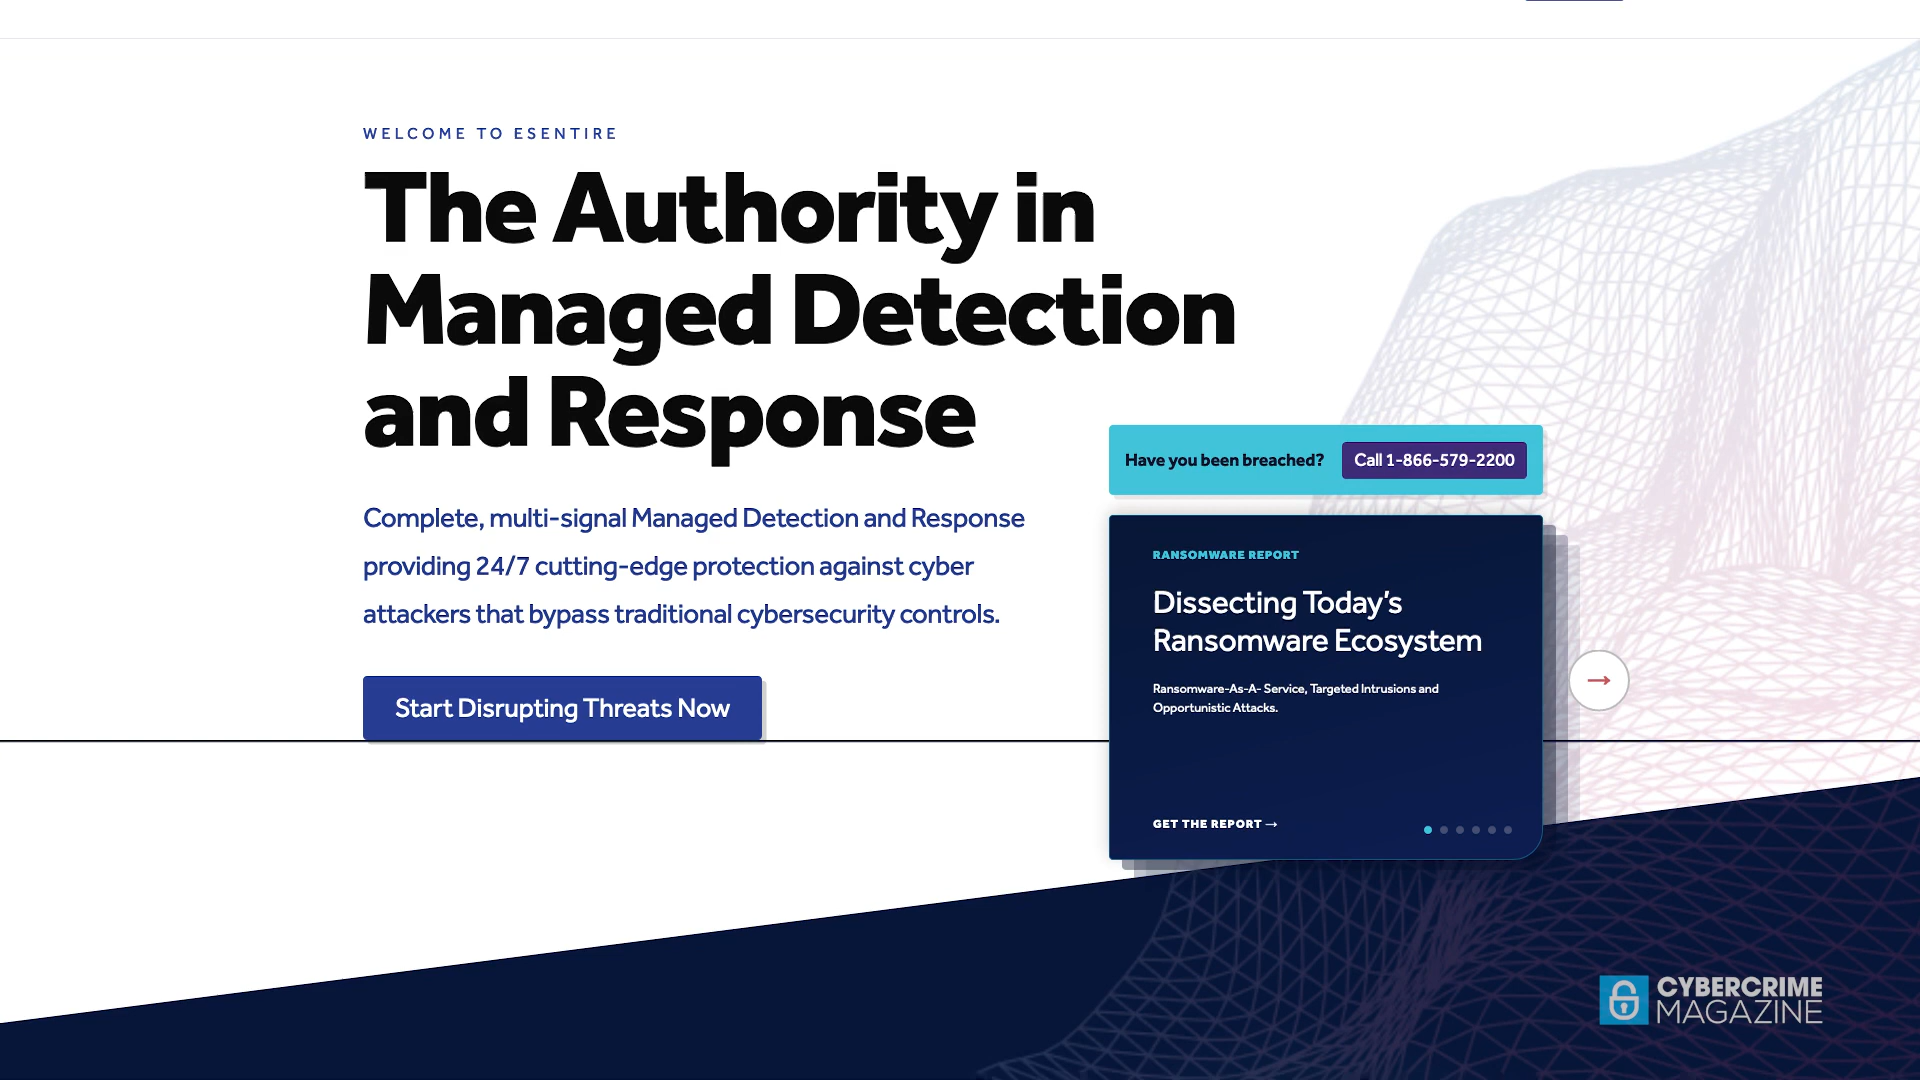 WELCOME TO ESENTIRE
The Authority in
Managed Detection
and Response
Complete, multi-signal Managed Detection and Response
providing 24/7 cutting-edge protection against cyber
attackers that bypass traditional cybersecurity controls.
Start Disrupting Threats Now
Have you been breached? Call 1-866-579-2200
RANSOMWARE REPORT
Dissecting Today's
Ransomware Ecosystem
Ransomware-As-A- Service, Targeted Intrusions and
Opportunistic Attacks.
GET THE REPORT →
CYBERCRIME
MAGAZINE